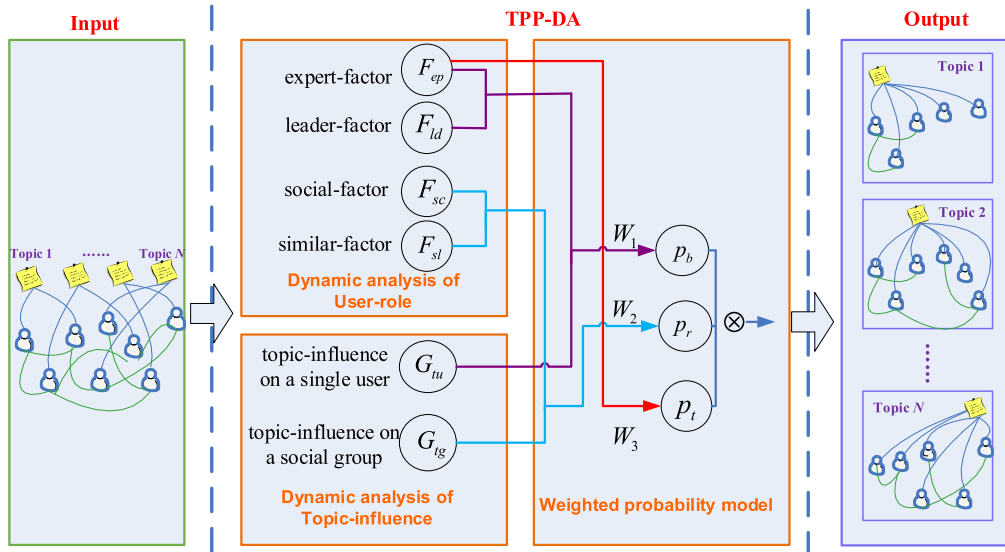 Input
TPP-DA
Output
Topic 1
......
Topic N
expert-factor
F_ep
leader-factor
F_ld
social-factor
F_sc
similar-factor
F_sl
Dynamic analysis of
User-role
topic-influence
on a single user
G_tu
topic-influence on
a social group
G_tg
Dynamic analysis of
Topic-influence
W_1
p_b
W_2
p_r
p_t
W_3
⊗
Weighted probability model
Topic 1
Topic 2
......
Topic N